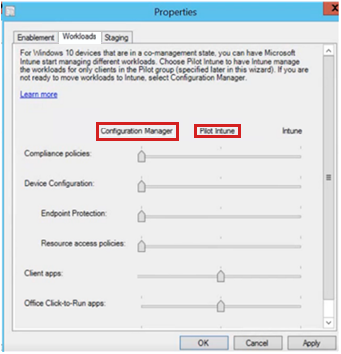 Properties
Enablement Workloads Staging
For Windows 10 devices that are in a co-management state, you can have Microsoft
Intune start managing different workloads. Choose Pilot Intune to have Intune manage
the workloads for only clients in the Pilot group (specified later in this wizard). If you are
not ready to move workloads to Intune, select Configuration Manager.
Learn more
Configuration Manager Pilot Intune Intune
Compliance policies:
Device Configuration:
Endpoint Protection:
Resource access policies:
Client apps:
Office Click-to-Run apps:
OK Cancel Apply